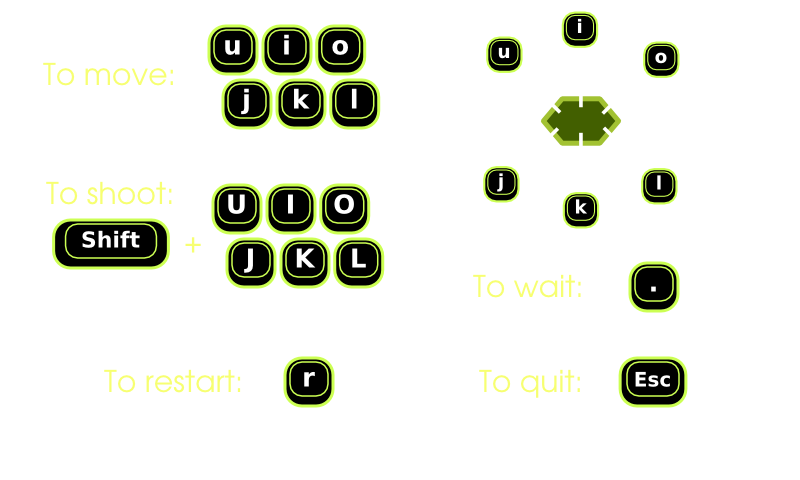 To move:
u i o
j k l
i
u
o
j
k
l
To shoot:
Shift + U I O
J K L
To wait: .
To restart: r
To quit: Esc